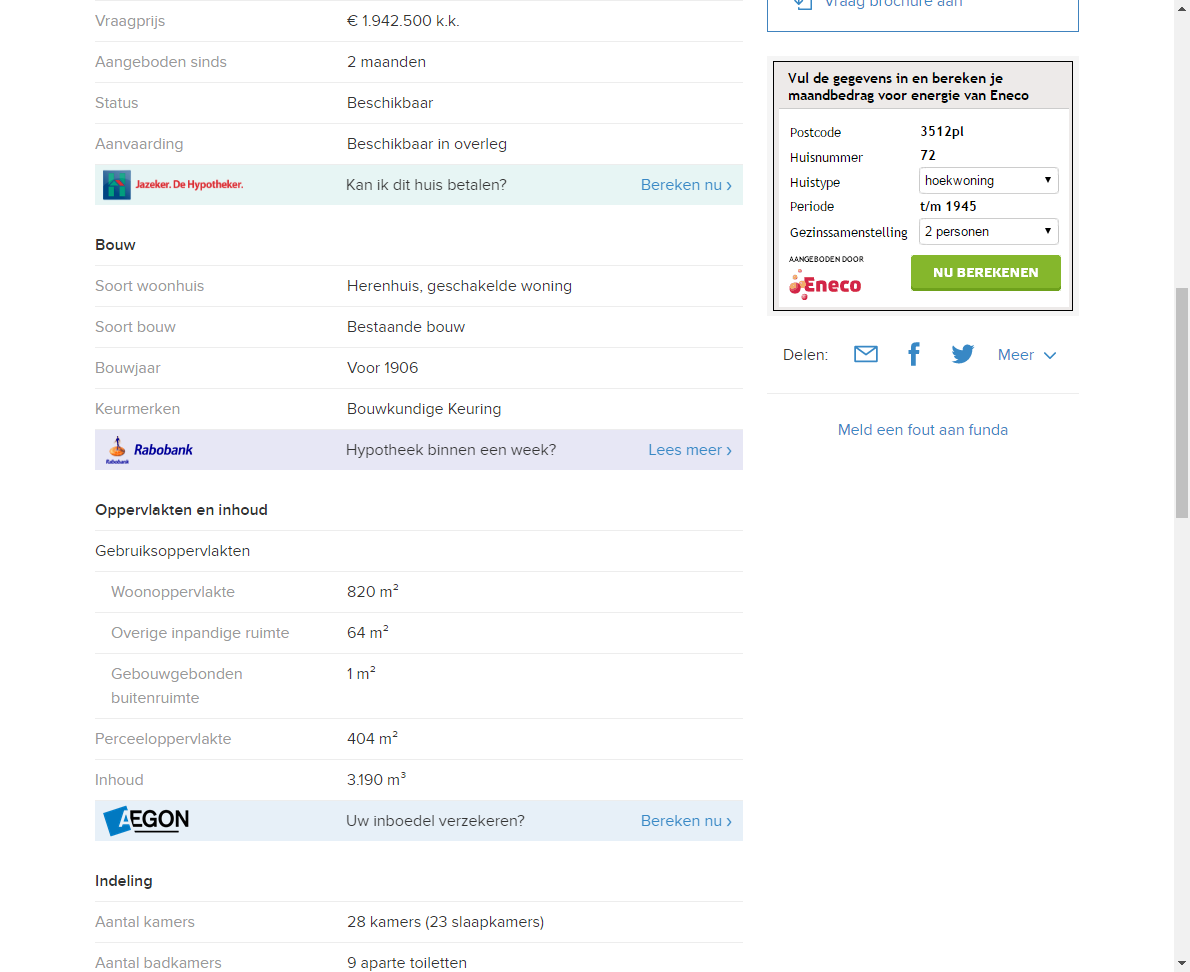 Vraagprijs € 1.942.500 k.k.
Aangeboden sinds 2 maanden
Status Beschikbaar
Aanvaarding Beschikbaar in overleg
Jazeker. De Hypotheker. Kan ik dit huis betalen? Bereken nu ›
Bouw
Soort woonhuis Herenhuis, geschakelde woning
Soort bouw Bestaande bouw
Bouwjaar Voor 1906
Keurmerken Bouwkundige Keuring
Rabobank Rabobank Hypotheek binnen een week? Lees meer ›
Oppervlakten en inhoud
Gebruiksoppervlakten
Woonoppervlakte 820 m²
Overige inpandige ruimte 64 m²
Gebouwgebonden 1 m²
buitenruimte
Perceeloppervlakte 404 m²
Inhoud 3.190 m³
AEGON Uw inboedel verzekeren? Bereken nu ›
Indeling
Aantal kamers 28 kamers (23 slaapkamers)
Aantal badkamers 9 aparte toiletten
Vraag brochure aan
Vul de gegevens in en bereken je
maandbedrag voor energie van Eneco
Postcode 3512pl
Huisnummer 72
Huistype hoekwoning
Periode t/m 1945
Gezinssamenstelling 2 personen
AANGEBODEN DOOR
Eneco NU BEREKENEN
Delen: Meer
Meld een fout aan funda